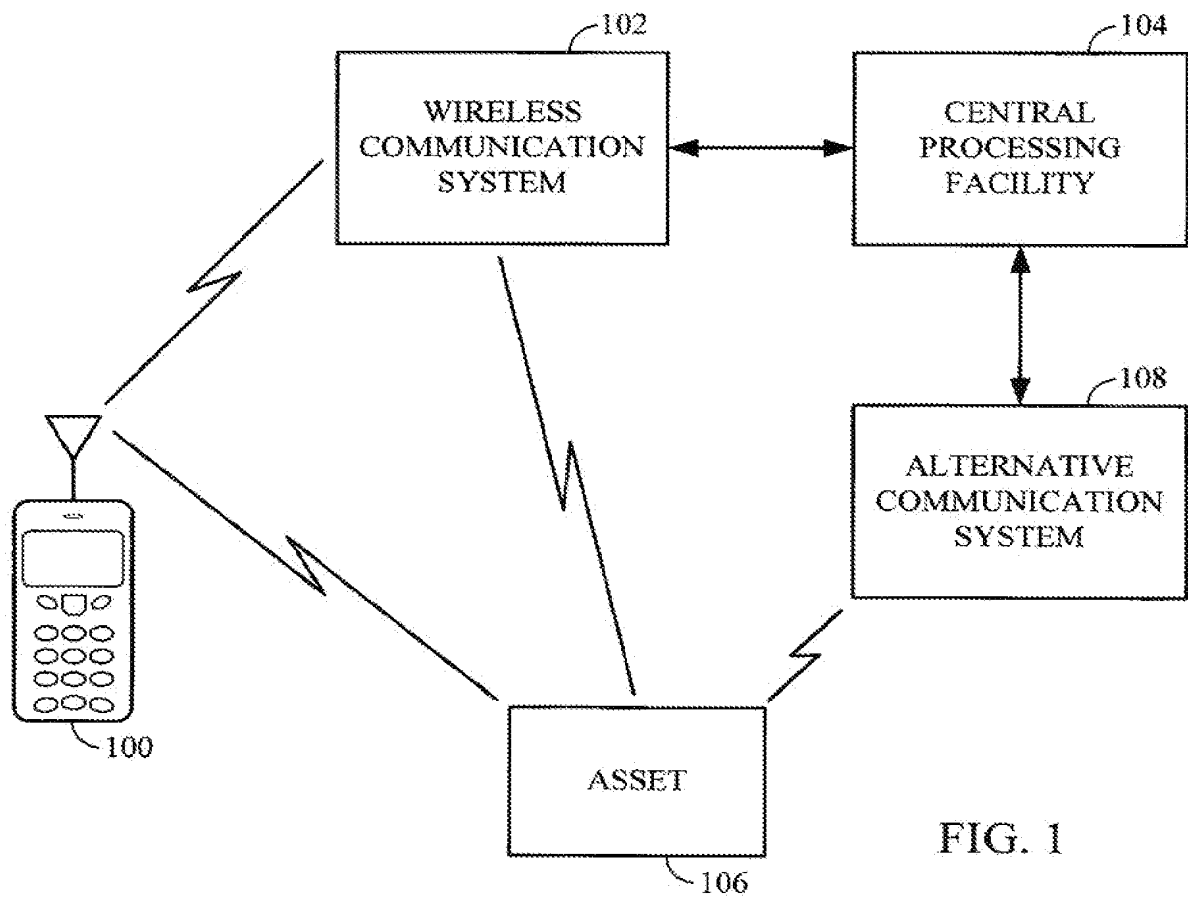 102
WIRELESS
COMMUNICATION
SYSTEM
104
CENTRAL
PROCESSING
FACILITY
108
ALTERNATIVE
COMMUNICATION
SYSTEM
100
ASSET
106
FIG. 1